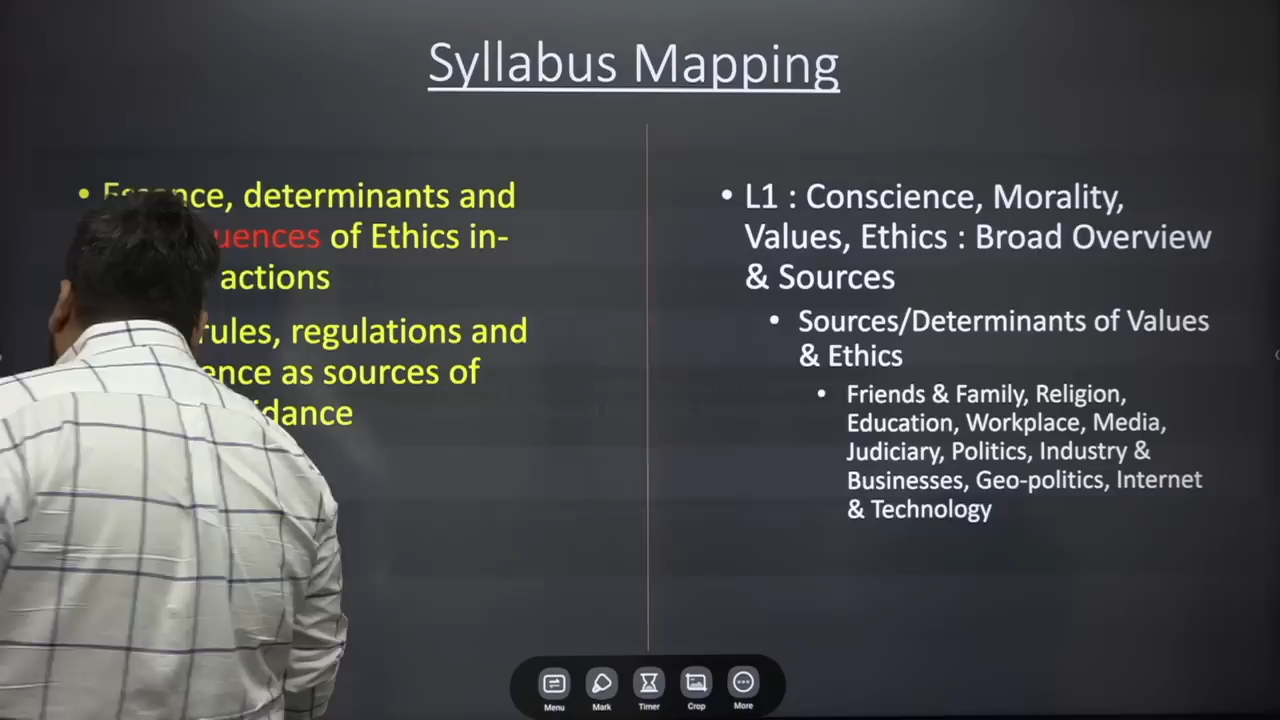 Syllabus Mapping
• Essence, determinants and
uences of Ethics in-
actions
rules, regulations and
ence as sources of
idance
• L1 : Conscience, Morality,
Values, Ethics : Broad Overview
& Sources
• Sources/Determinants of Values
& Ethics
• Friends & Family, Religion,
Education, Workplace, Media,
Judiciary, Politics, Industry &
Businesses, Geo-politics, Internet
& Technology
Menu Mark Timer Crop More